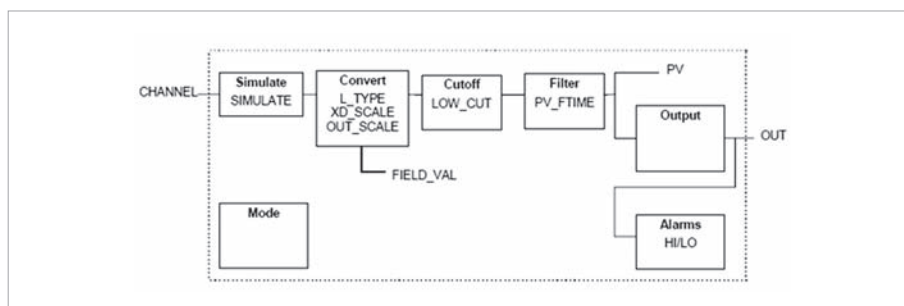 CHANNEL
Simulate
SIMULATE
Convert
L_TYPE
XD_SCALE
OUT_SCALE
Cutoff
LOW_CUT
Filter
PV_FTIME
PV
Output
OUT
FIELD_VAL
Mode
Alarms
HI/LO